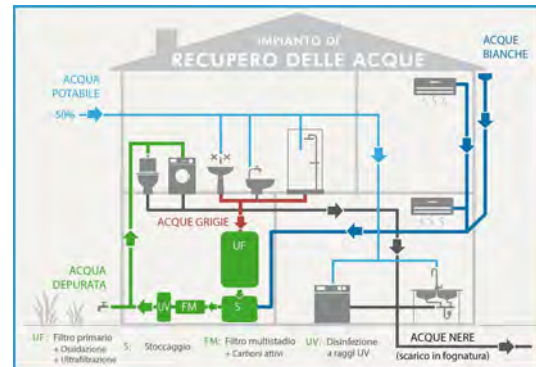 IMPIANTO DI
RECUPERO DELLE ACQUE
ACQUE
BIANCHE
ACQUA
POTABILE
50%
ACQUE GRIGIE
UF
ACQUA
DEPURATA
UV
FM
S
ACQUE NERE
(scarico in fognatura)
UF: Filtro primario
+ Ossidazione
+ Ultrafiltrazione
S: Stoccaggio
FM: Filtro multistadio
+ Carboni attivi
UV: Disinfezione
a raggi UV